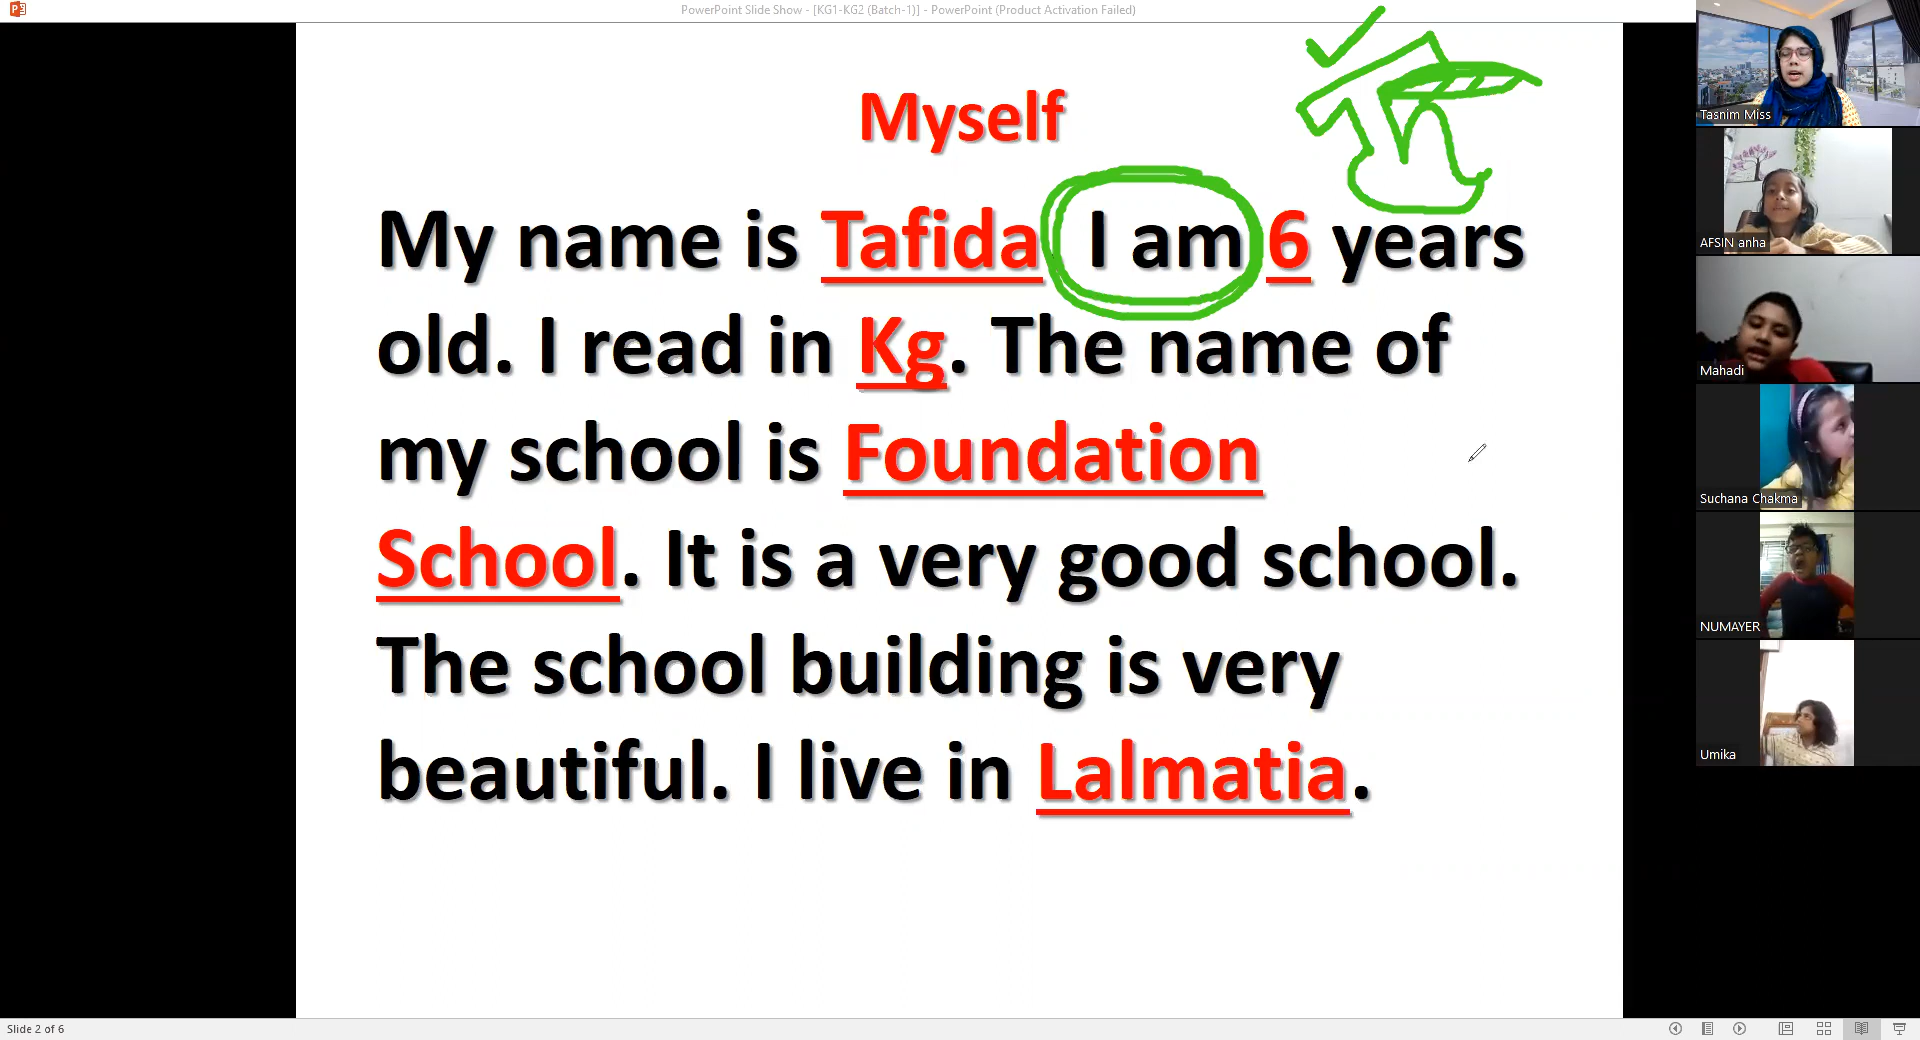 PowerPoint Slide Show - [KG1-KG2 (Batch-1)] - PowerPoint (Product Activation Failed)
Myself
My name is Tafida I am 6 years
old. I read in Kg. The name of
my school is Foundation
School. It is a very good school.
The school building is very
beautiful. I live in Lalmatia.
Tasnim Miss
AFSIN anha
Mahadi
Suchana Chakma
NUMAYER
Umika
Slide 2 of 6